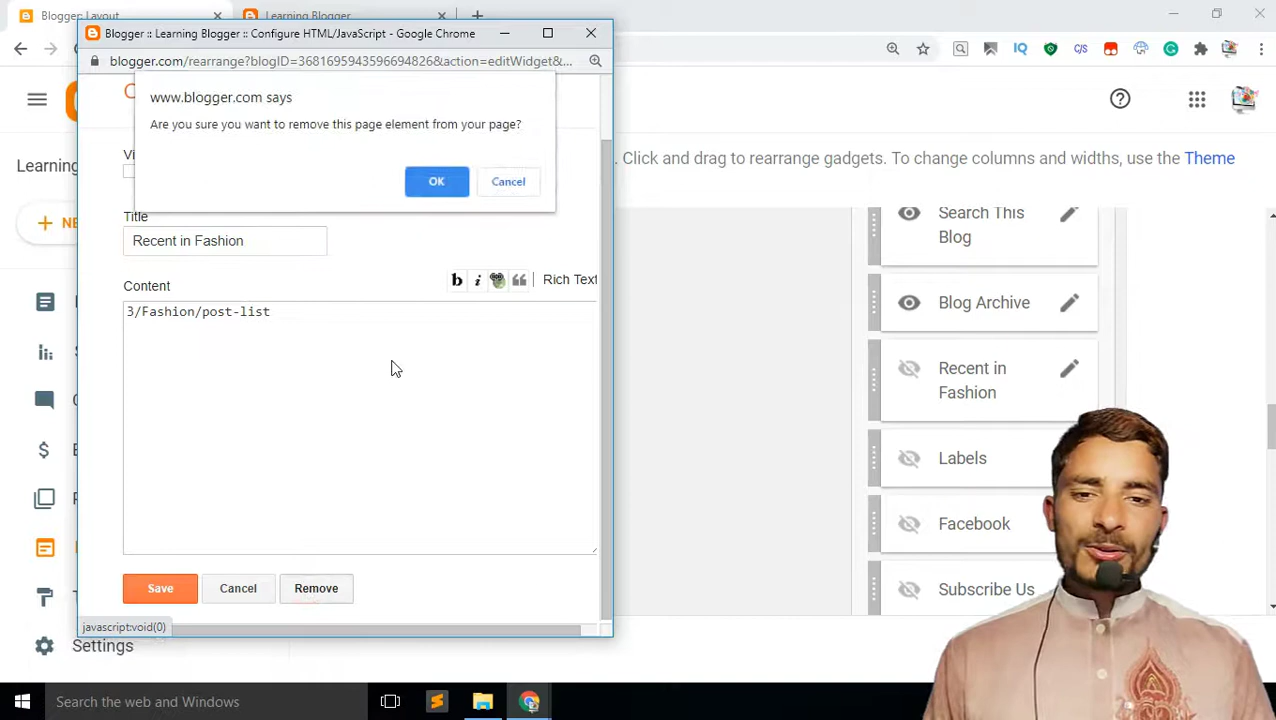 Blogger: Layout
Learning Blogger
Blogger :: Learning Blogger :: Configure HTML/JavaScript - Google Chrome
blogger.com/rearrange?blogID=3681695943596694826&action=editWidget&...
www.blogger.com says
Are you sure you want to remove this page element from your page?
OK
Cancel
Learning
. Click and drag to rearrange gadgets. To change columns and widths, use the Theme
NE
Title
Recent in Fashion
Content
b i Rich Text
3/Fashion/post-list
Save
Cancel
Remove
javascript:void(0)
Settings
Search This
Blog
Blog Archive
Recent in
Fashion
Labels
Facebook
Subscribe Us
IQ
C/S
Search the web and Windows